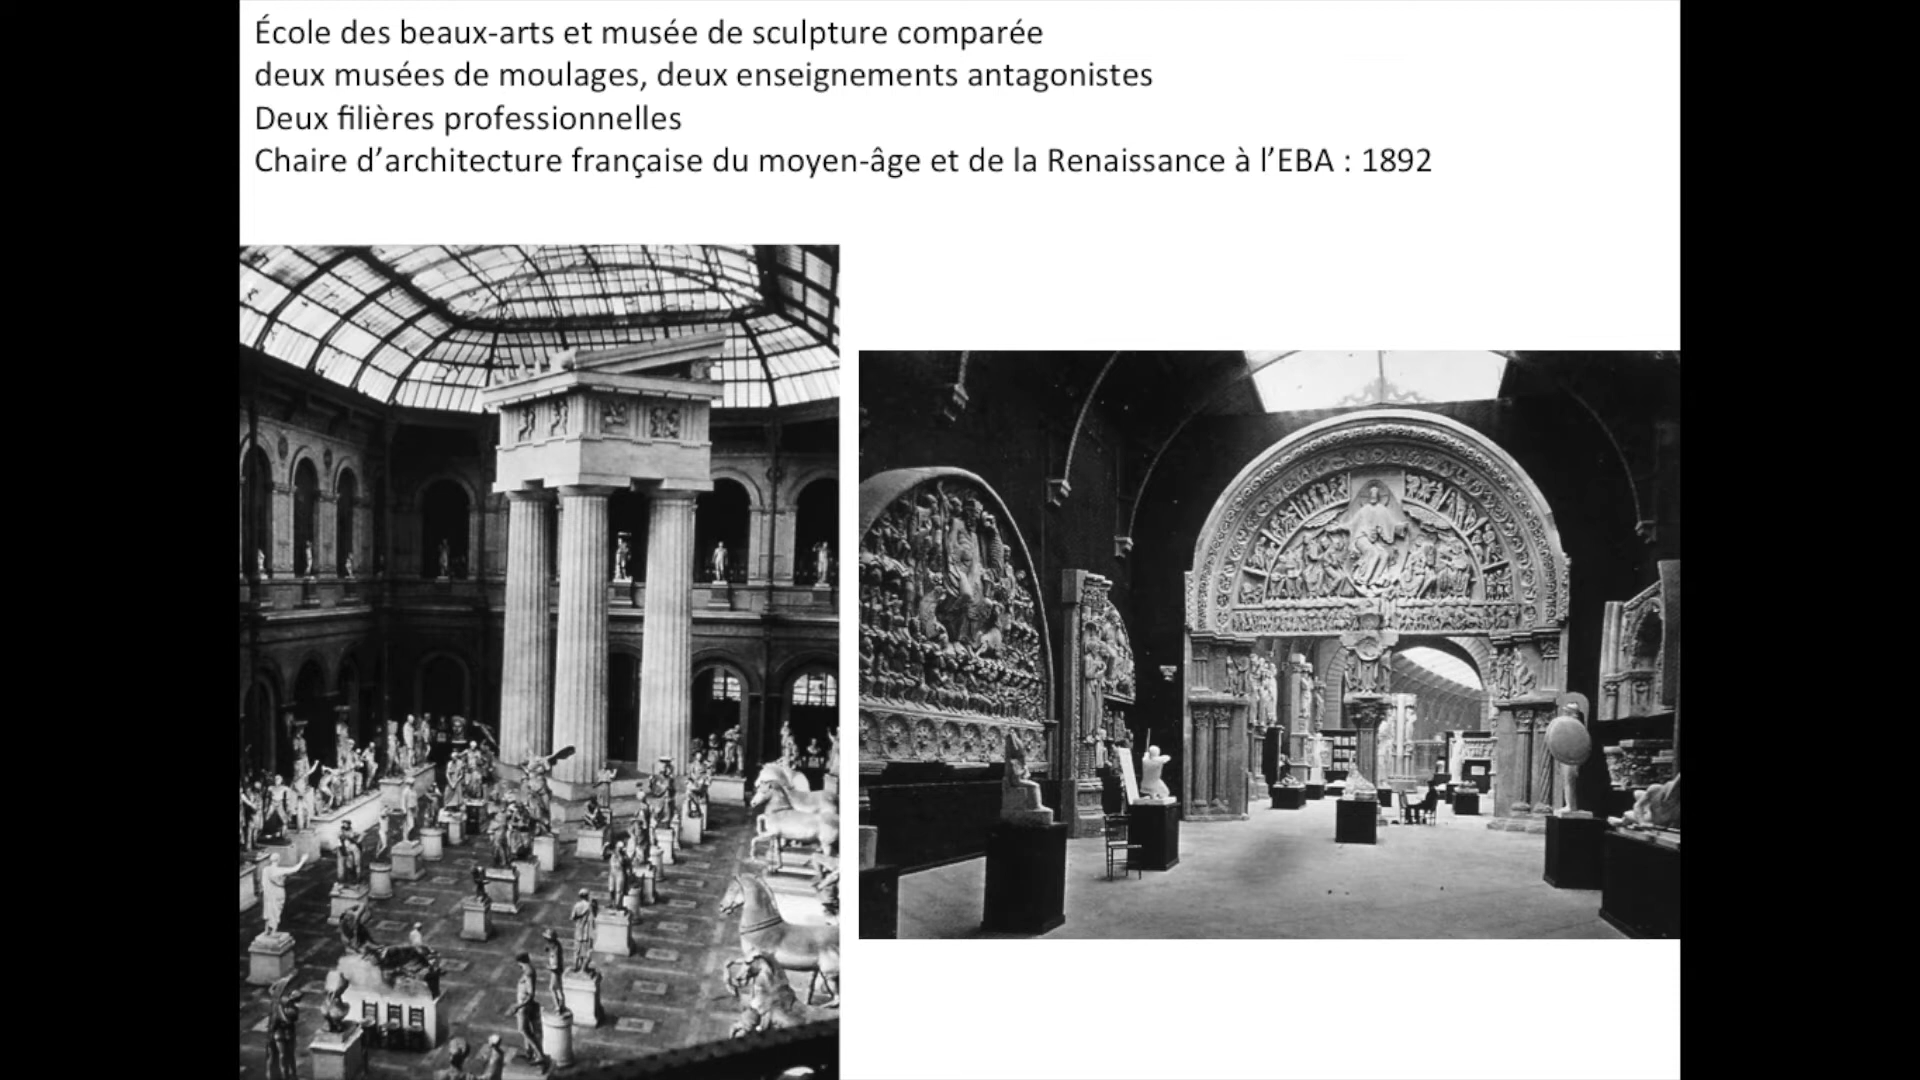 École des beaux-arts et musée de sculpture comparée
deux musées de moulages, deux enseignements antagonistes
Deux filières professionnelles
Chaire d’architecture française du moyen-âge et de la Renaissance à l’EBA : 1892